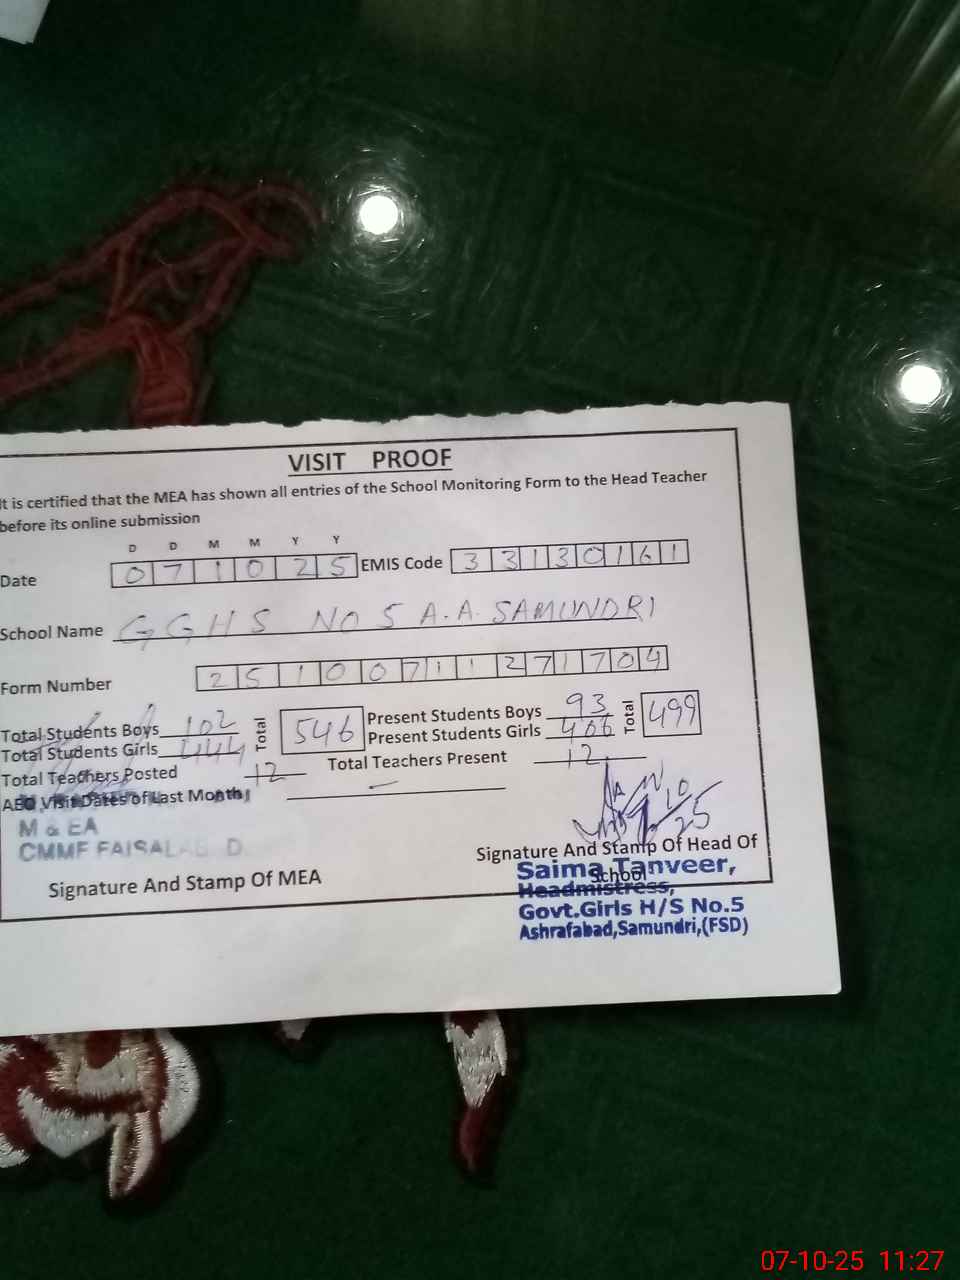 VISIT PROOF
It is certified that the MEA has shown all entries of the School Monitoring Form to the Head Teacher
before its online submission
D D M M Y Y
Date 0 7 1 0 2 5 EMIS Code 3 3 1 3 0 1 6 1
School Name GGHS NO 5 A.A. SAMUNDRI
Form Number 2 5 1 0 0 7 1 1 2 7 1 7 0 4
Total Students Boys 102 Total 546 Present Students Boys 93 Total 499
Total Students Girls 444 Present Students Girls 406
Total Teachers Posted 12 Total Teachers Present 12
AEO Visit Dates of Last Month
M & EA
CMMF FAISALABAD
10
25
Signature And Stamp Of MEA
Signature And Stamp Of Head Of
School
Saima Tanveer,
Headmistress,
Govt.Girls H/S No.5
Ashrafabad,Samundri,(FSD)
07-10-25 11:27